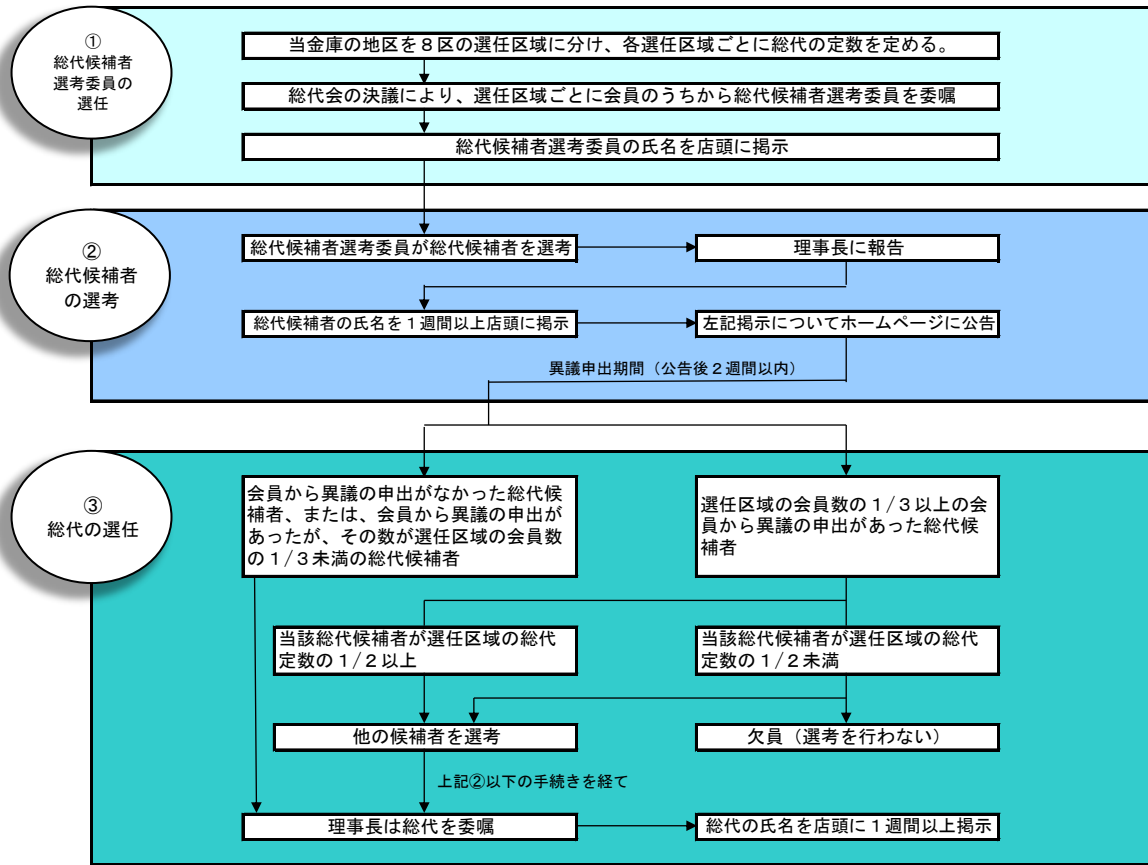 ①
総代候補者
選考委員の
選任
当金庫の地区を８区の選任区域に分け、各選任区域ごとに総代の定数を定める。
総代会の決議により、選任区域ごとに会員のうちから総代候補者選考委員を委嘱
総代候補者選考委員の氏名を店頭に掲示
②
総代候補者
の選考
総代候補者選考委員が総代候補者を選考
理事長に報告
総代候補者の氏名を１週間以上店頭に掲示
左記掲示についてホームページに公告
異議申出期間（公告後２週間以内）
③
総代の選任
会員から異議の申出がなかった総代候
補者、または、会員から異議の申出が
あったが、その数が選任区域の会員数
の１/３未満の総代候補者
選任区域の会員数の１/３以上の会
員から異議の申出があった総代候
補者
当該総代候補者が選任区域の総代
定数の１/２以上
当該総代候補者が選任区域の総代
定数の１/２未満
他の候補者を選考
欠員（選考を行わない）
上記②以下の手続きを経て
理事長は総代を委嘱
総代の氏名を店頭に１週間以上掲示